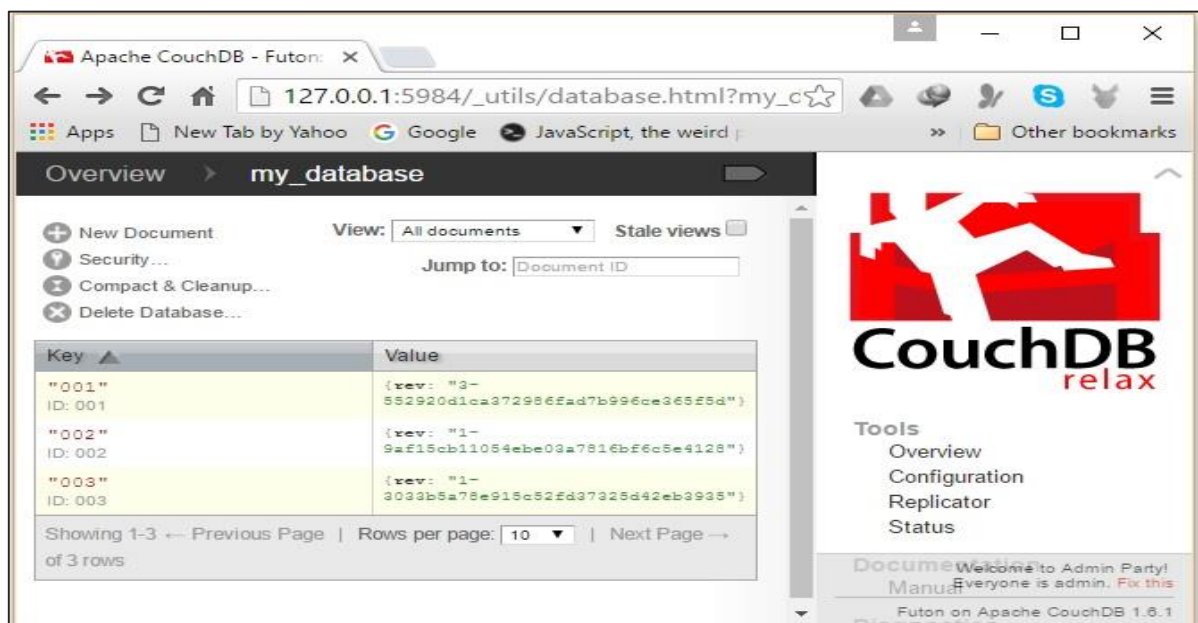 Apache CouchDB - Futon:
127.0.0.1:5984/_utils/database.html?my_d
Apps New Tab by Yahoo Google JavaScript, the weird » Other bookmarks
Overview my_database
New Document
Security...
Compact & Cleanup...
Delete Database...
View: All documents Stale views
Jump to: Document ID
Key Value
"001" {rev: "3-
ID: 001 552920d1ca372986fad7b996ce365f5d"}
"002" {rev: "1-
ID: 002 9af15cb11054ebe03a7816bf6c5e4128"}
"003" {rev: "1-
ID: 003 3033b5a78e915c52fd37325d42eb3935"}
Showing 1-3 ← Previous Page | Rows per page: 10 | Next Page →
of 3 rows
CouchDB
relax
Tools
Overview
Configuration
Replicator
Status
Documentation
Manual
Welcome to Admin Party!
Everyone is admin. Fix this
Futon on Apache CouchDB 1.6.1